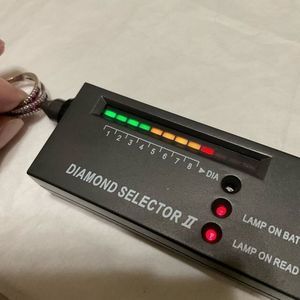 1 2 3 4 5 6 7 8 ▶DIA
DIAMOND SELECTOR II
LAMP ON BAT
LAMP ON READ